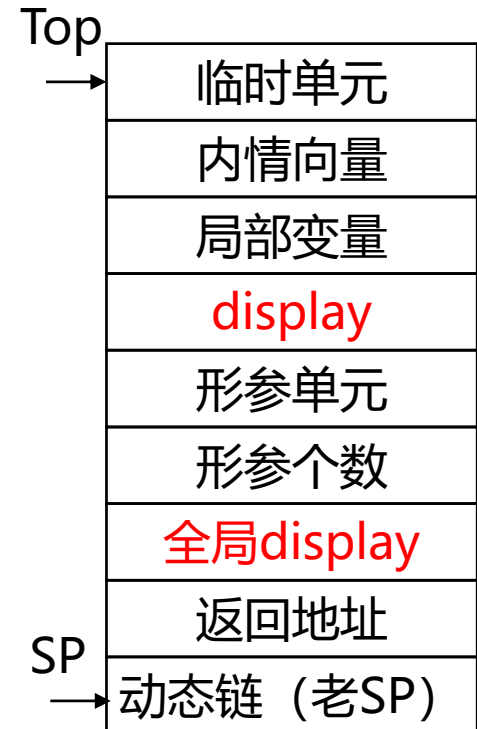 Top
临时单元
内情向量
局部变量
display
形参单元
形参个数
全局display
返回地址
SP
动态链（老SP）